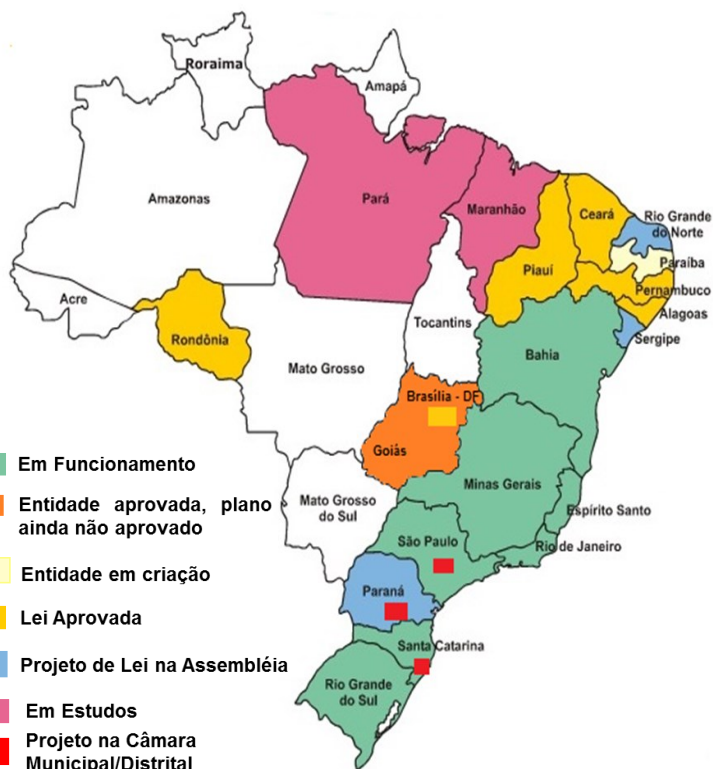 Roraima
Amapá
Amazonas
Pará
Maranhão
Ceará
Rio Grande
do Norte
Paraíba
Piauí
Pernambuco
Alagoas
Sergipe
Acre
Rondônia
Tocantins
Bahia
Mato Grosso
Brasília - DF
Goiás
Minas Gerais
Mato Grosso
do Sul
Espírito Santo
São Paulo
Rio de Janeiro
Paraná
Santa Catarina
Rio Grande
do Sul
Em Funcionamento
Entidade aprovada, plano
ainda não aprovado
Entidade em criação
Lei Aprovada
Projeto de Lei na Assembléia
Em Estudos
Projeto na Câmara
Municipal/Distrital